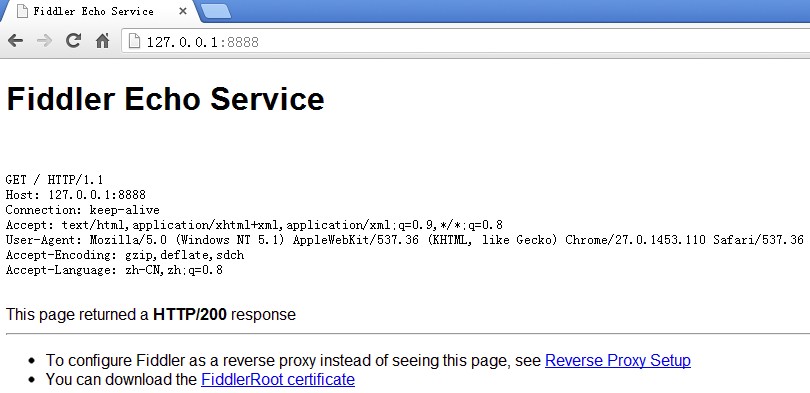 Fiddler Echo Service
127.0.0.1:8888
Fiddler Echo Service
GET / HTTP/1.1
Host: 127.0.0.1:8888
Connection: keep-alive
Accept: text/html,application/xhtml+xml,application/xml;q=0.9,*/*;q=0.8
User-Agent: Mozilla/5.0 (Windows NT 5.1) AppleWebKit/537.36 (KHTML, like Gecko) Chrome/27.0.1453.110 Safari/537.36
Accept-Encoding: gzip,deflate,sdch
Accept-Language: zh-CN,zh;q=0.8
This page returned a HTTP/200 response
To configure Fiddler as a reverse proxy instead of seeing this page, see Reverse Proxy Setup
You can download the FiddlerRoot certificate